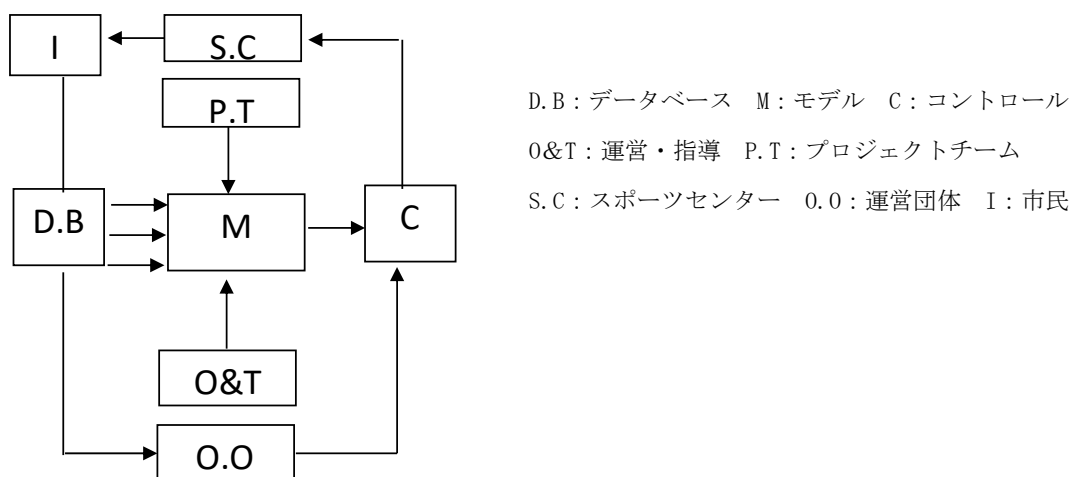 I
S.C
P.T
D.B
M
C
O&T
O.O
D.B：データベース　M：モデル　C：コントロール
O&T：運営・指導　P.T：プロジェクトチーム
S.C：スポーツセンター　O.O：運営団体　I：市民